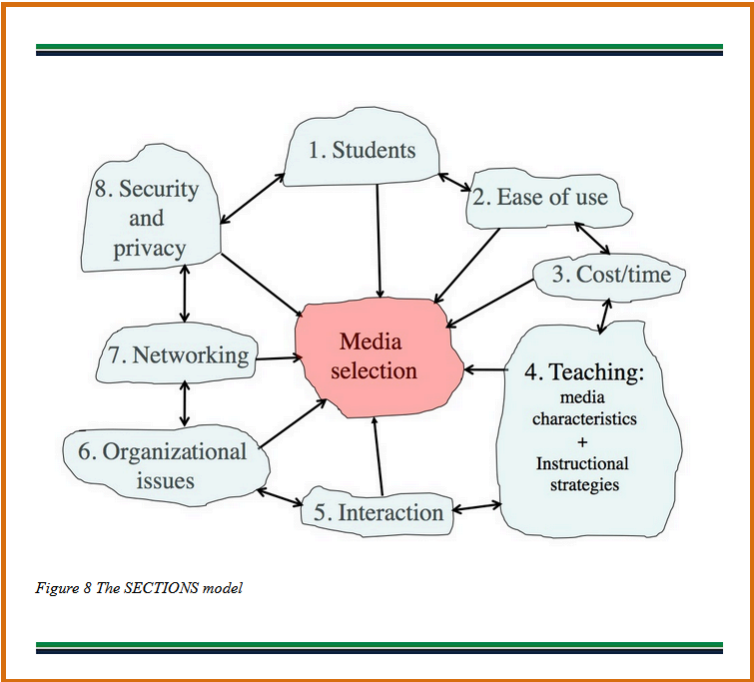 1. Students
2. Ease of use
3. Cost/time
4. Teaching:
media
characteristics
+
Instructional
strategies
5. Interaction
6. Organizational
issues
7. Networking
8. Security
and
privacy
Media
selection
Figure 8 The SECTIONS model